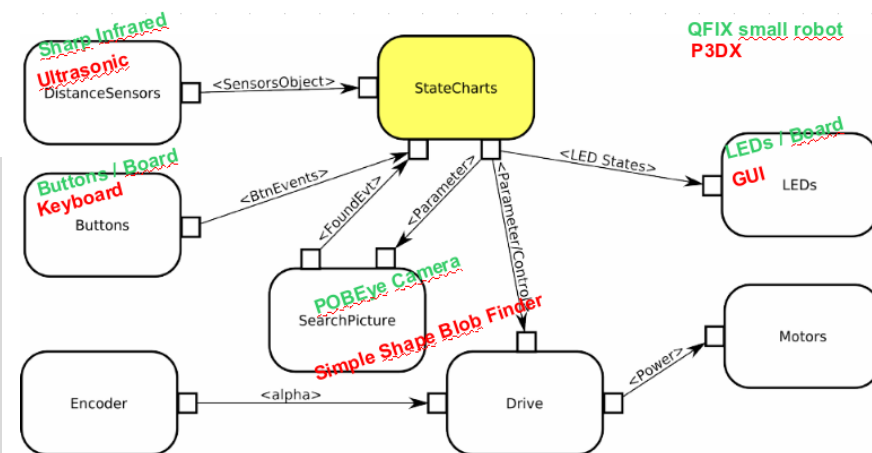 Sharp Infrared
Ultrasonic
DistanceSensors
<SensorsObject>
StateCharts
QFIX small robot
P3DX
Buttons / Board
Keyboard
Buttons
<BtnEvents>
<FoundEvt>
<Parameter>
<Parameter/Control
<LED States>
LEDs / Board
GUI
LEDs
POBEye Camera
SearchPicture
Simple Shape Blob Finder
Motors
Encoder
<alpha>
Drive
<Power>